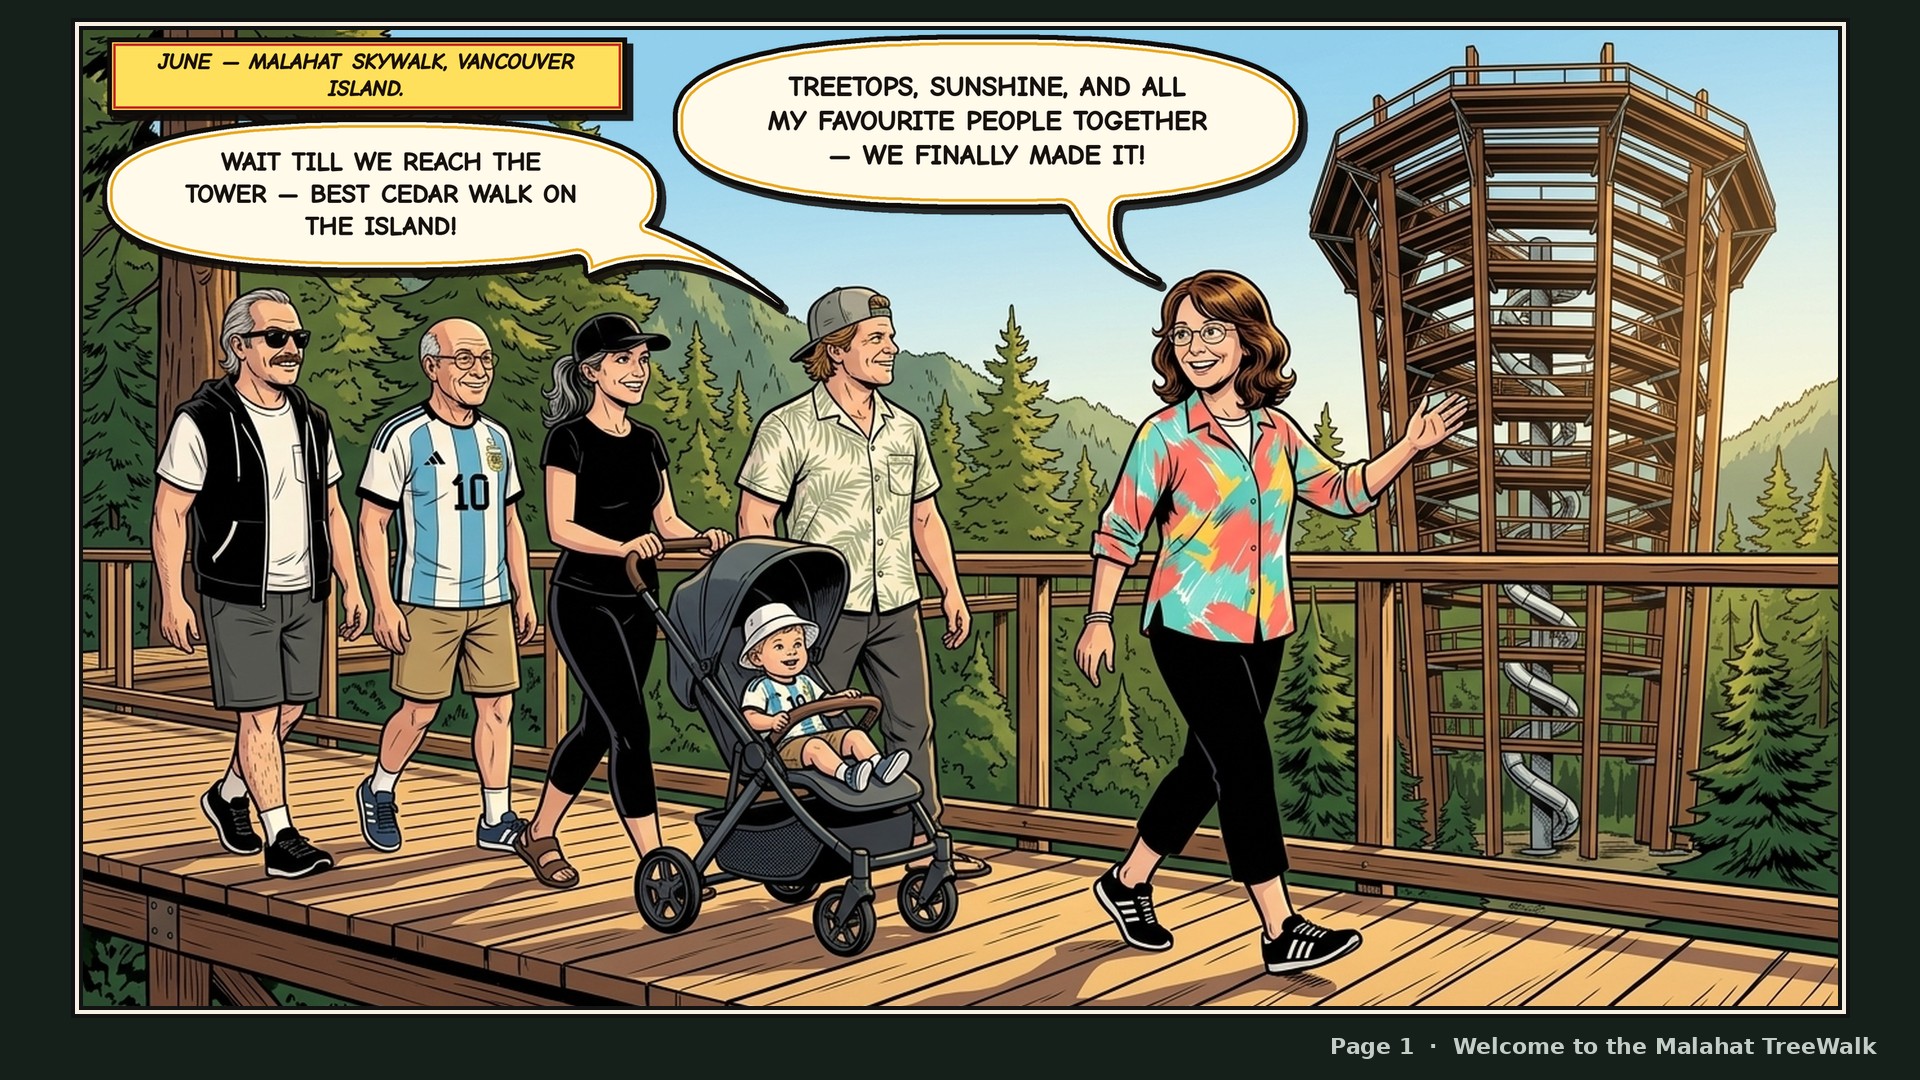 JUNE — MALAHAT SKYWALK, VANCOUVER
ISLAND.
WAIT TILL WE REACH THE
TOWER — BEST CEDAR WALK ON
THE ISLAND!
TREETOPS, SUNSHINE, AND ALL
MY FAVOURITE PEOPLE TOGETHER
— WE FINALLY MADE IT!
10
Page 1 · Welcome to the Malahat TreeWalk